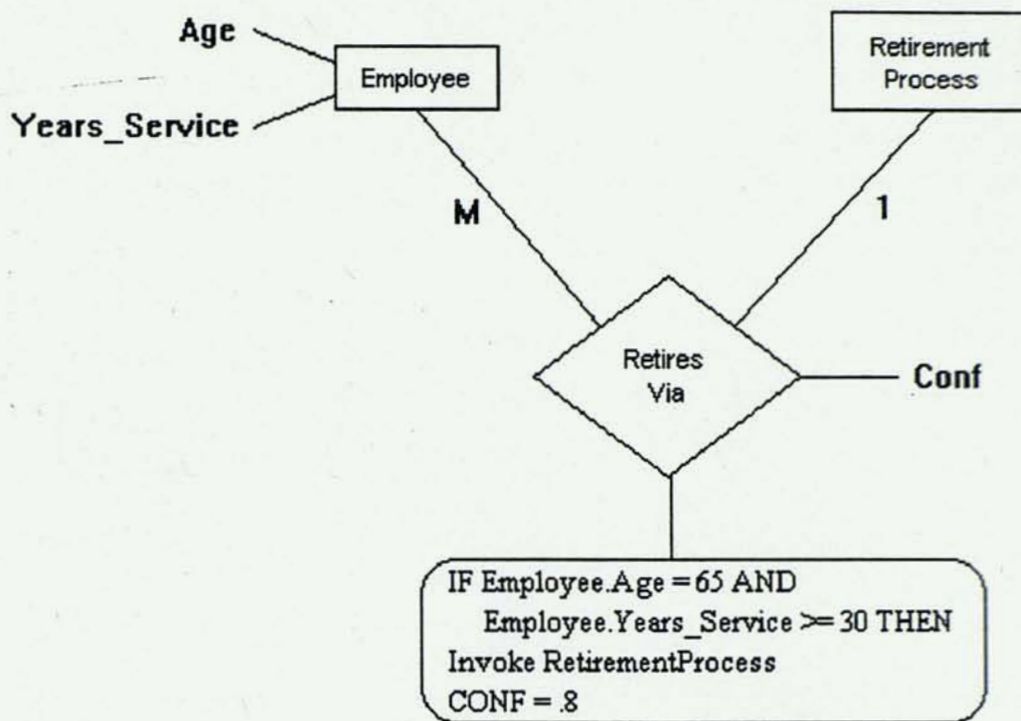 Age
Years_Service
Employee
Retirement
Process
M
1
Retires
Via
Conf
IF Employee.Age = 65 AND
Employee.Years_Service >= 30 THEN
Invoke RetirementProcess
CONF = .8